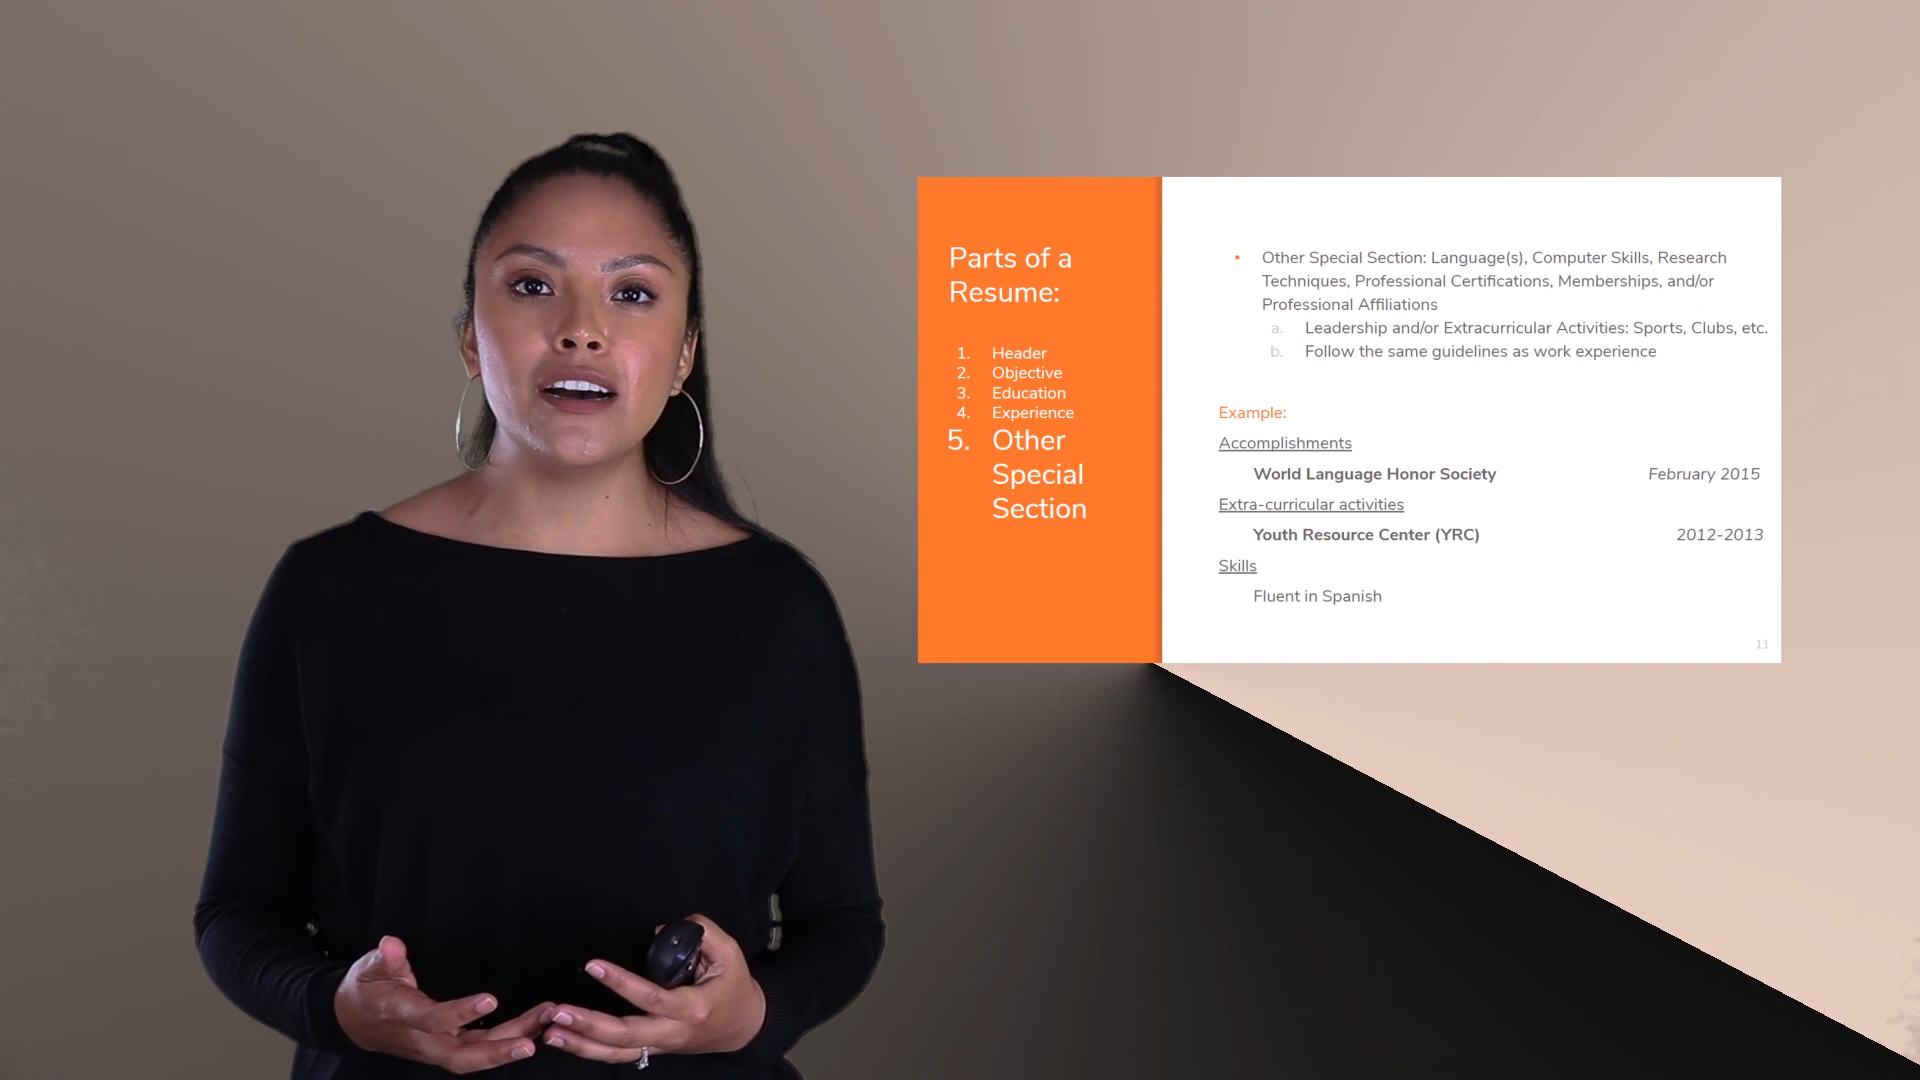 Parts of a
Resume:
1. Header
2. Objective
3. Education
4. Experience
5. Other
Special
Section
▪ Other Special Section: Language(s), Computer Skills, Research
Techniques, Professional Certifications, Memberships, and/or
Professional Affiliations
a. Leadership and/or Extracurricular Activities: Sports, Clubs, etc.
b. Follow the same guidelines as work experience
Example:
Accomplishments
World Language Honor Society February 2015
Extra-curricular activities
Youth Resource Center (YRC) 2012-2013
Skills
Fluent in Spanish
11